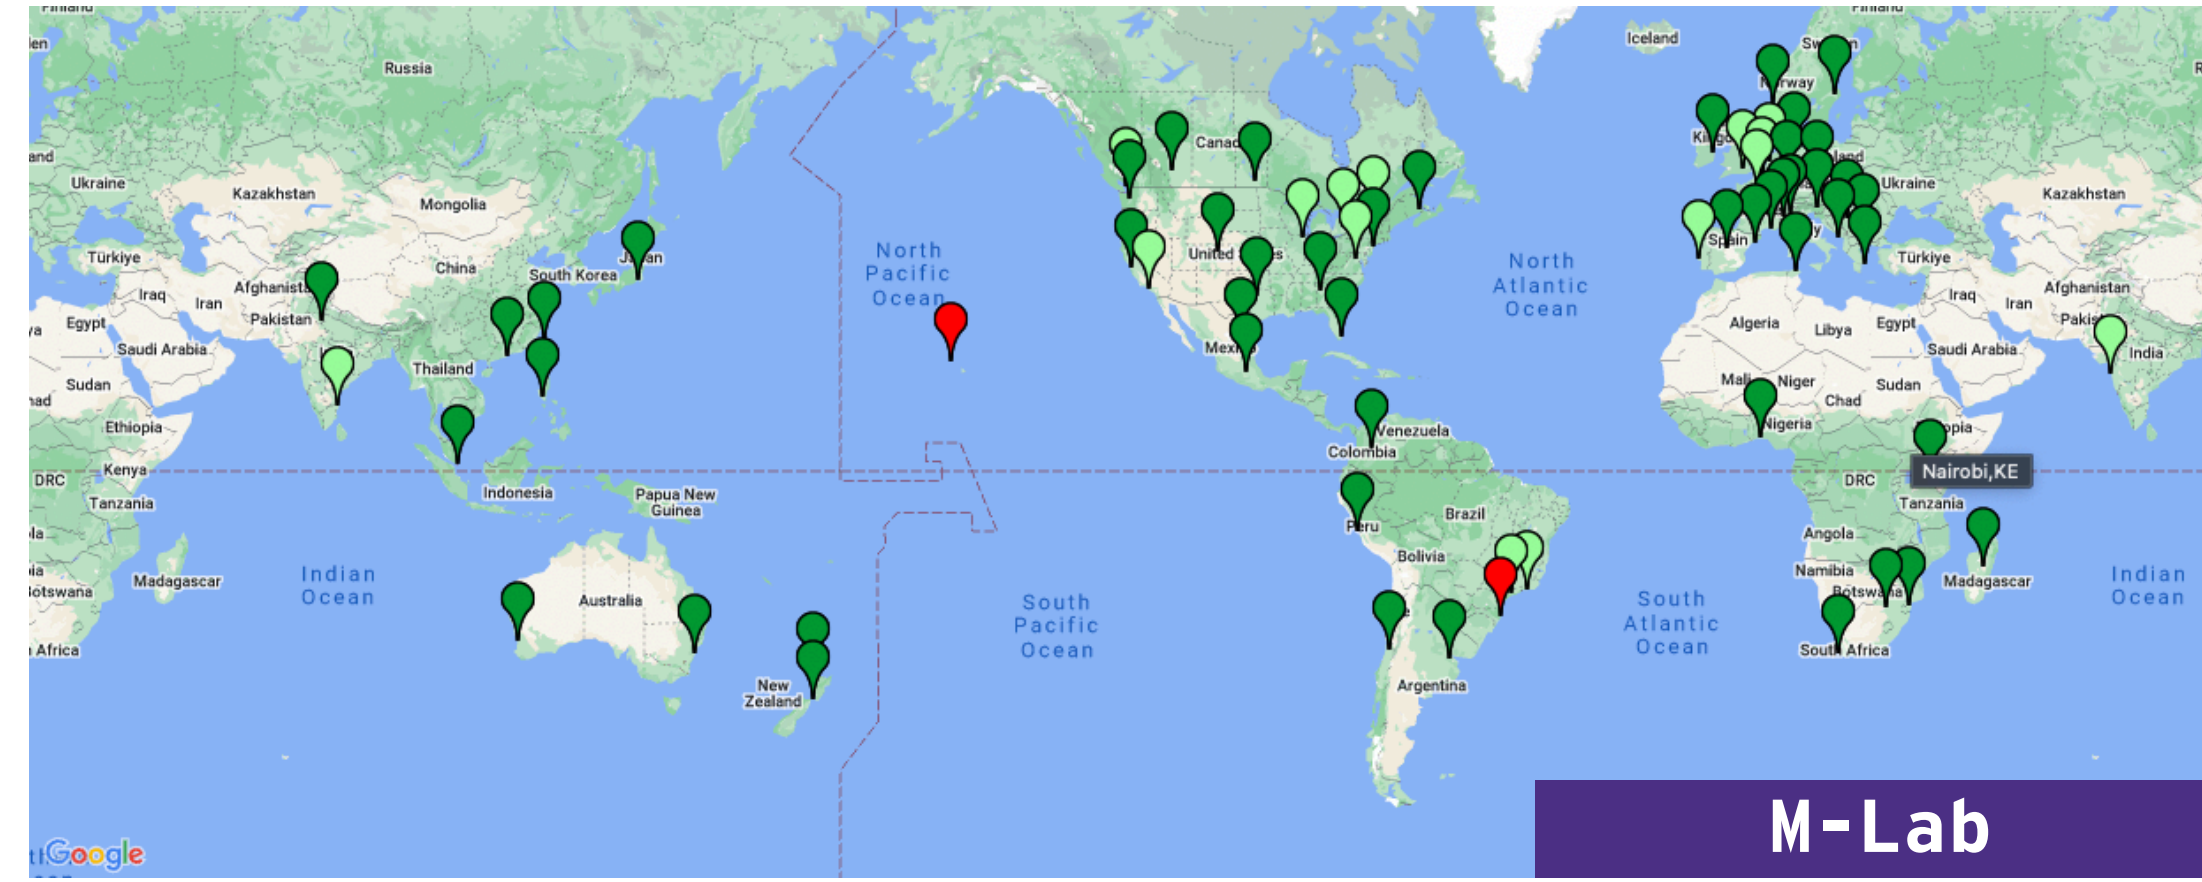 Iceland
Russia
Canad
Ukraine
Kazakhstan
Mongolia
Türkiye
China
South Korea
Iraq
Iran
Pakistan
Egypt
Saudi Arabia
Thailand
Sudan
Ethiopia
Kenya
DRC
Tanzania
Indonesia
Papua New
Guinea
Madagascar
Indian
Ocean
Australia
New
Zealand
North
Pacific
Ocean
South
Pacific
Ocean
United
North
Atlantic
Ocean
Venezuela
Colombia
Peru
Brazil
Bolivia
Argentina
South
Atlantic
Ocean
Ukraine
Kazakhstan
Spain
Türkiye
Iraq
Iran
Afghanistan
Algeria
Libya
Egypt
Saudi Arabia
India
Mali
Niger
Chad
Sudan
Nigeria
Nairobi,KE
DRC
Tanzania
Angola
Namibia
Botswana
Madagascar
South Africa
Indian
Ocean
Google
M-Lab